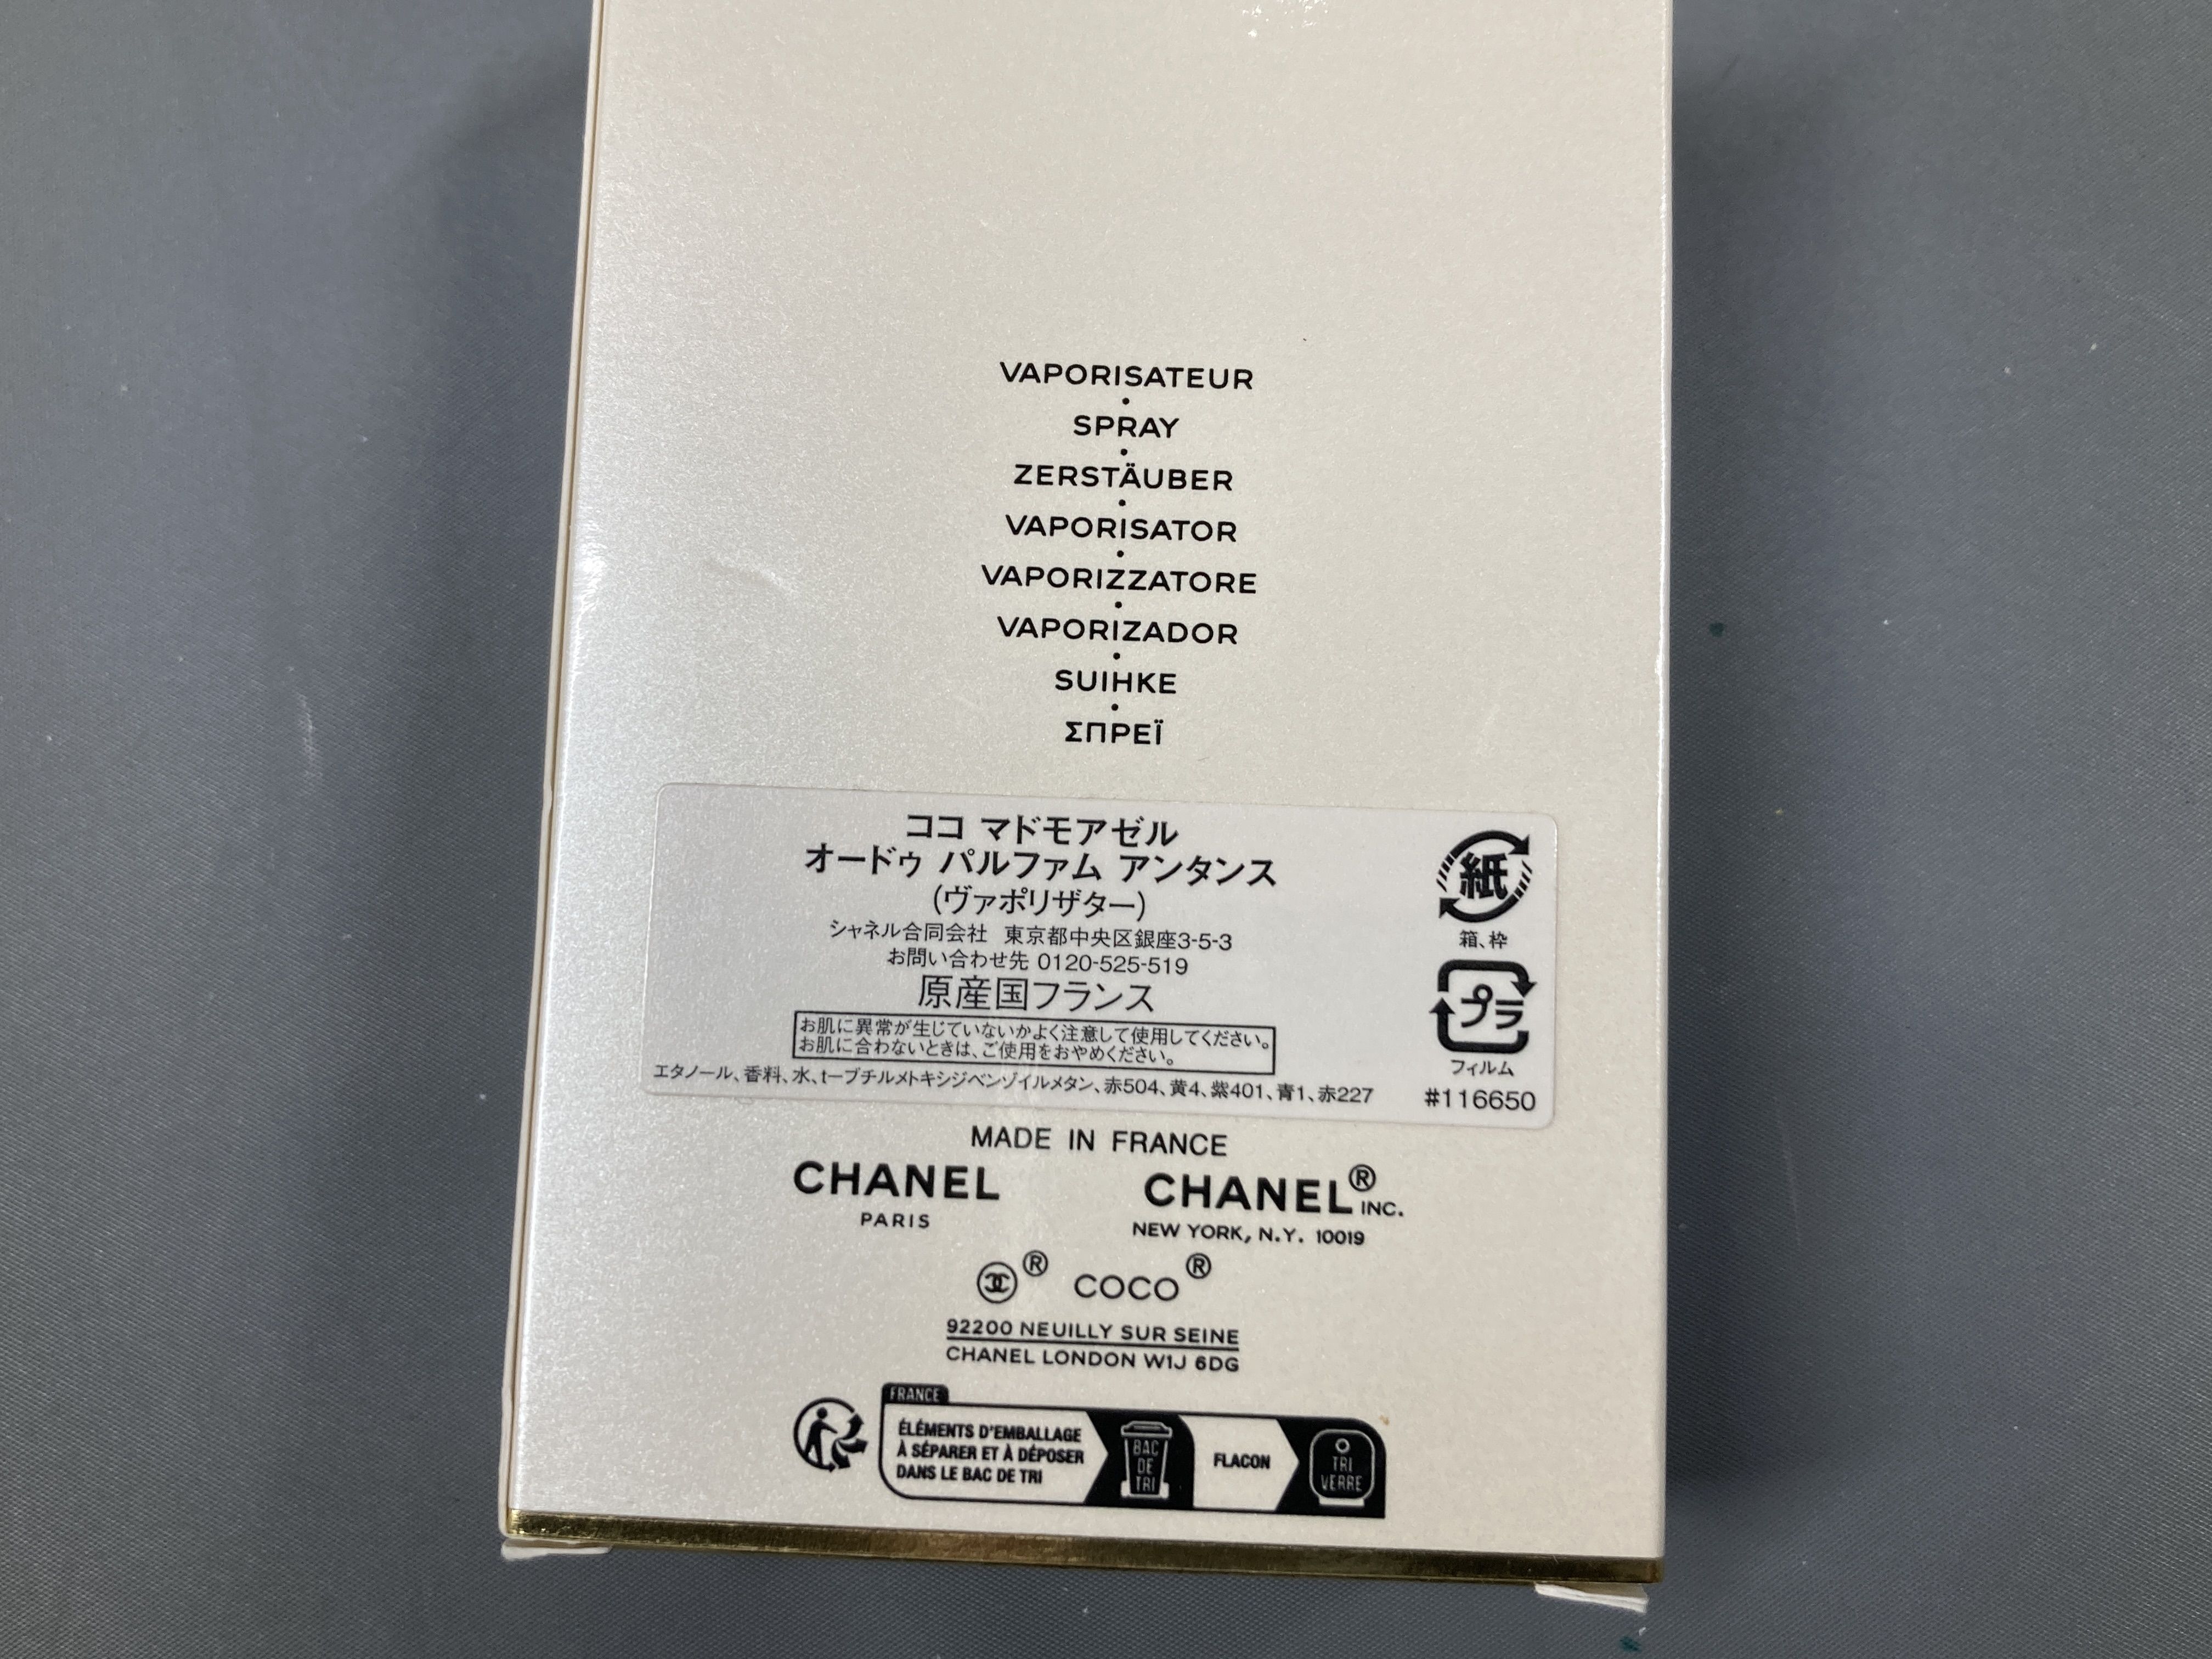 VAPORISATEUR
•
SPRAY
•
ZERSTÄUBER
•
VAPORISATOR
•
VAPORIZZATORE
•
VAPORIZADOR
•
SUIHKE
•
ΣΠΡΕΪ
ココ マドモアゼル
オードゥ パルファム アンタンス
(ヴァポリザター)
シャネル合同会社 東京都中央区銀座3-5-3
お問い合わせ先 0120-525-519
原産国フランス
お肌に異常が生じていないかよく注意して使用してください。
お肌に合わないときは、ご使用をおやめください。
エタノール、香料、水、t-ブチルメトキシジベンゾイルメタン、赤504、黄4、紫401、青1、赤227
紙
箱、枠
プラ
フィルム
#116650
MADE IN FRANCE
CHANEL
PARIS
CHANEL® INC.
NEW YORK, N.Y. 10019
® COCO®
92200 NEUILLY SUR SEINE
CHANEL LONDON W1J 6DG
FRANCE
ÉLÉMENTS D'EMBALLAGE
À SÉPARER ET À DÉPOSER
DANS LE BAC DE TRI
BAC
DE
TRI
FLACON
TRI
VERRE